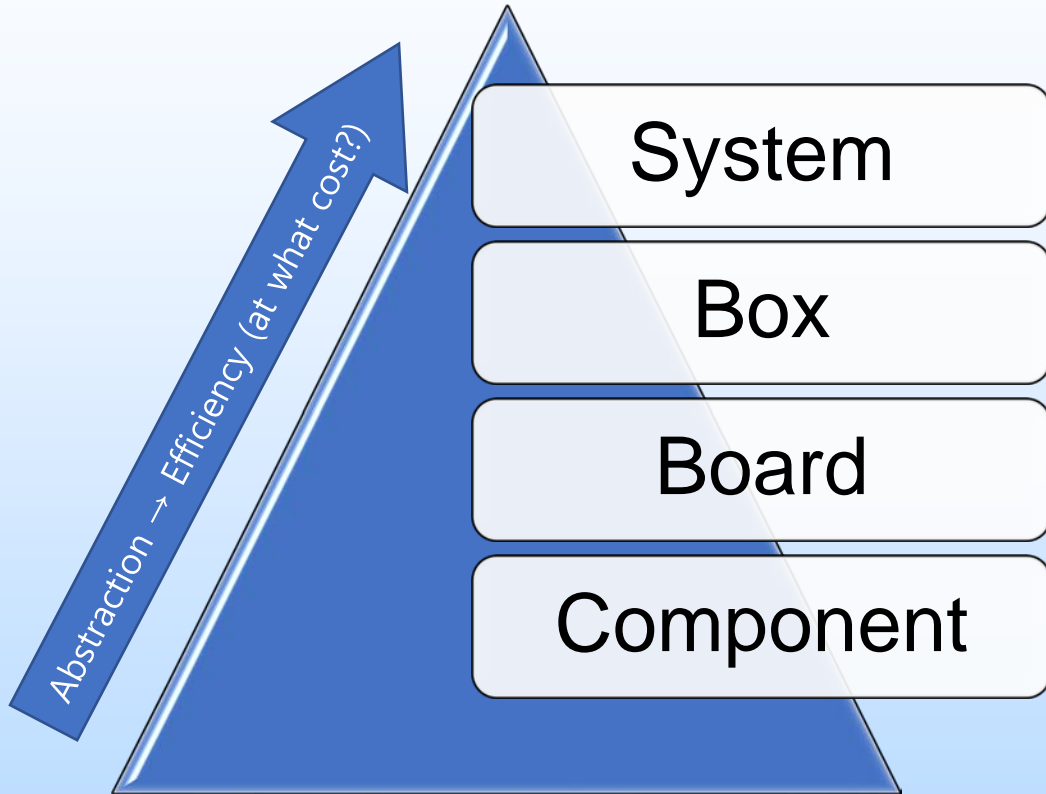 Abstraction → Efficiency (at what cost?)
System
Box
Board
Component